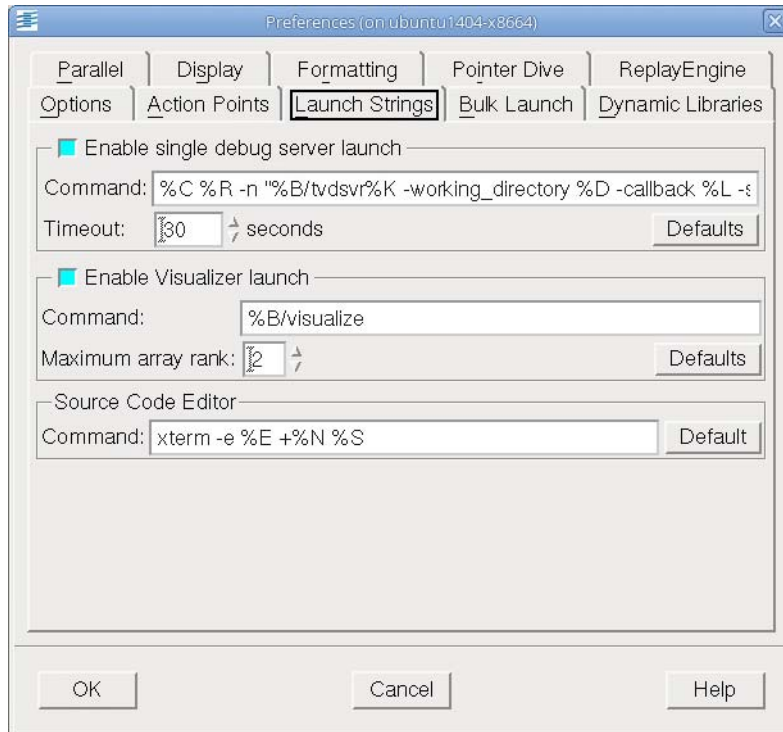 Preferences (on ubuntu1404-x8664)
Parallel Display Formatting Pointer Dive ReplayEngine
Options Action Points Launch Strings Bulk Launch Dynamic Libraries
Enable single debug server launch
Command: %C %R -n "%B/tvdsvr%K -working_directory %D -callback %L -s
Timeout: 30 seconds Defaults
Enable Visualizer launch
Command: %B/visualize
Maximum array rank: 2 Defaults
Source Code Editor
Command: xterm -e %E +%N %S Default
OK Cancel Help